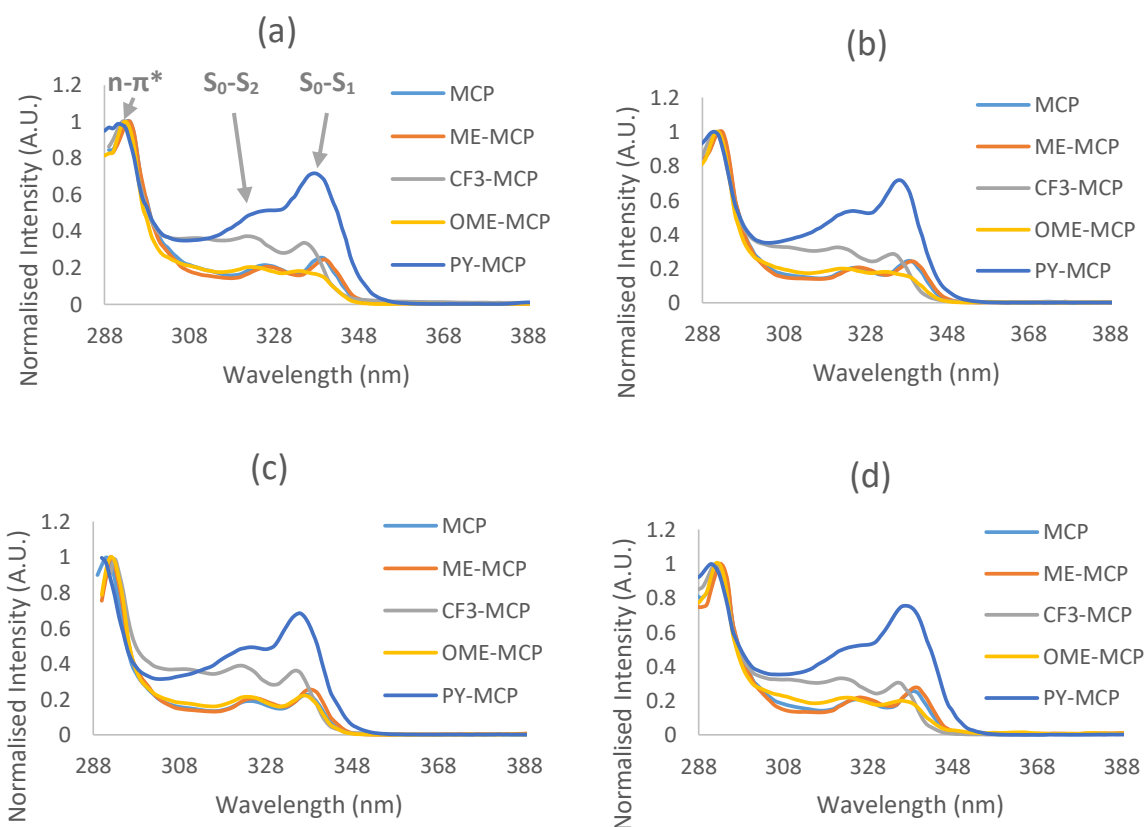 (a)
n-π*
S₀-S₂
S₀-S₁
Normalised Intensity (A.U.)
1.2
1
0.8
0.6
0.4
0.2
0
288 308 328 348 368 388
Wavelength (nm)
MCP
ME-MCP
CF3-MCP
OME-MCP
PY-MCP
(b)
Normalised Intensity (A.U.)
1.2
1
0.8
0.6
0.4
0.2
0
288 308 328 348 368 388
Wavelength (nm)
MCP
ME-MCP
CF3-MCP
OME-MCP
PY-MCP
(c)
Normalised Intensity (A.U.)
1.2
1
0.8
0.6
0.4
0.2
0
288 308 328 348 368 388
Wavelength (nm)
MCP
ME-MCP
CF3-MCP
OME-MCP
PY-MCP
(d)
Normalised Intensity (A.U.)
1.2
1
0.8
0.6
0.4
0.2
0
288 308 328 348 368 388
Wavelength (nm)
MCP
ME-MCP
CF3-MCP
OME-MCP
PY-MCP